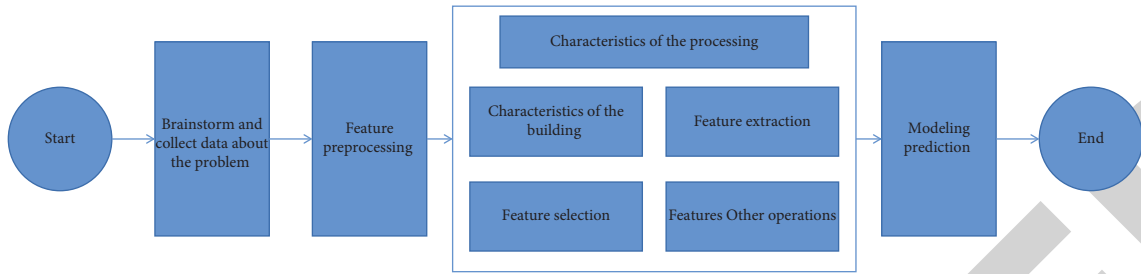 Start
Brainstorm and
collect data about
the problem
Feature
preprocessing
Characteristics of the processing
Characteristics of the
building
Feature extraction
Feature selection
Features Other operations
Modeling
prediction
End